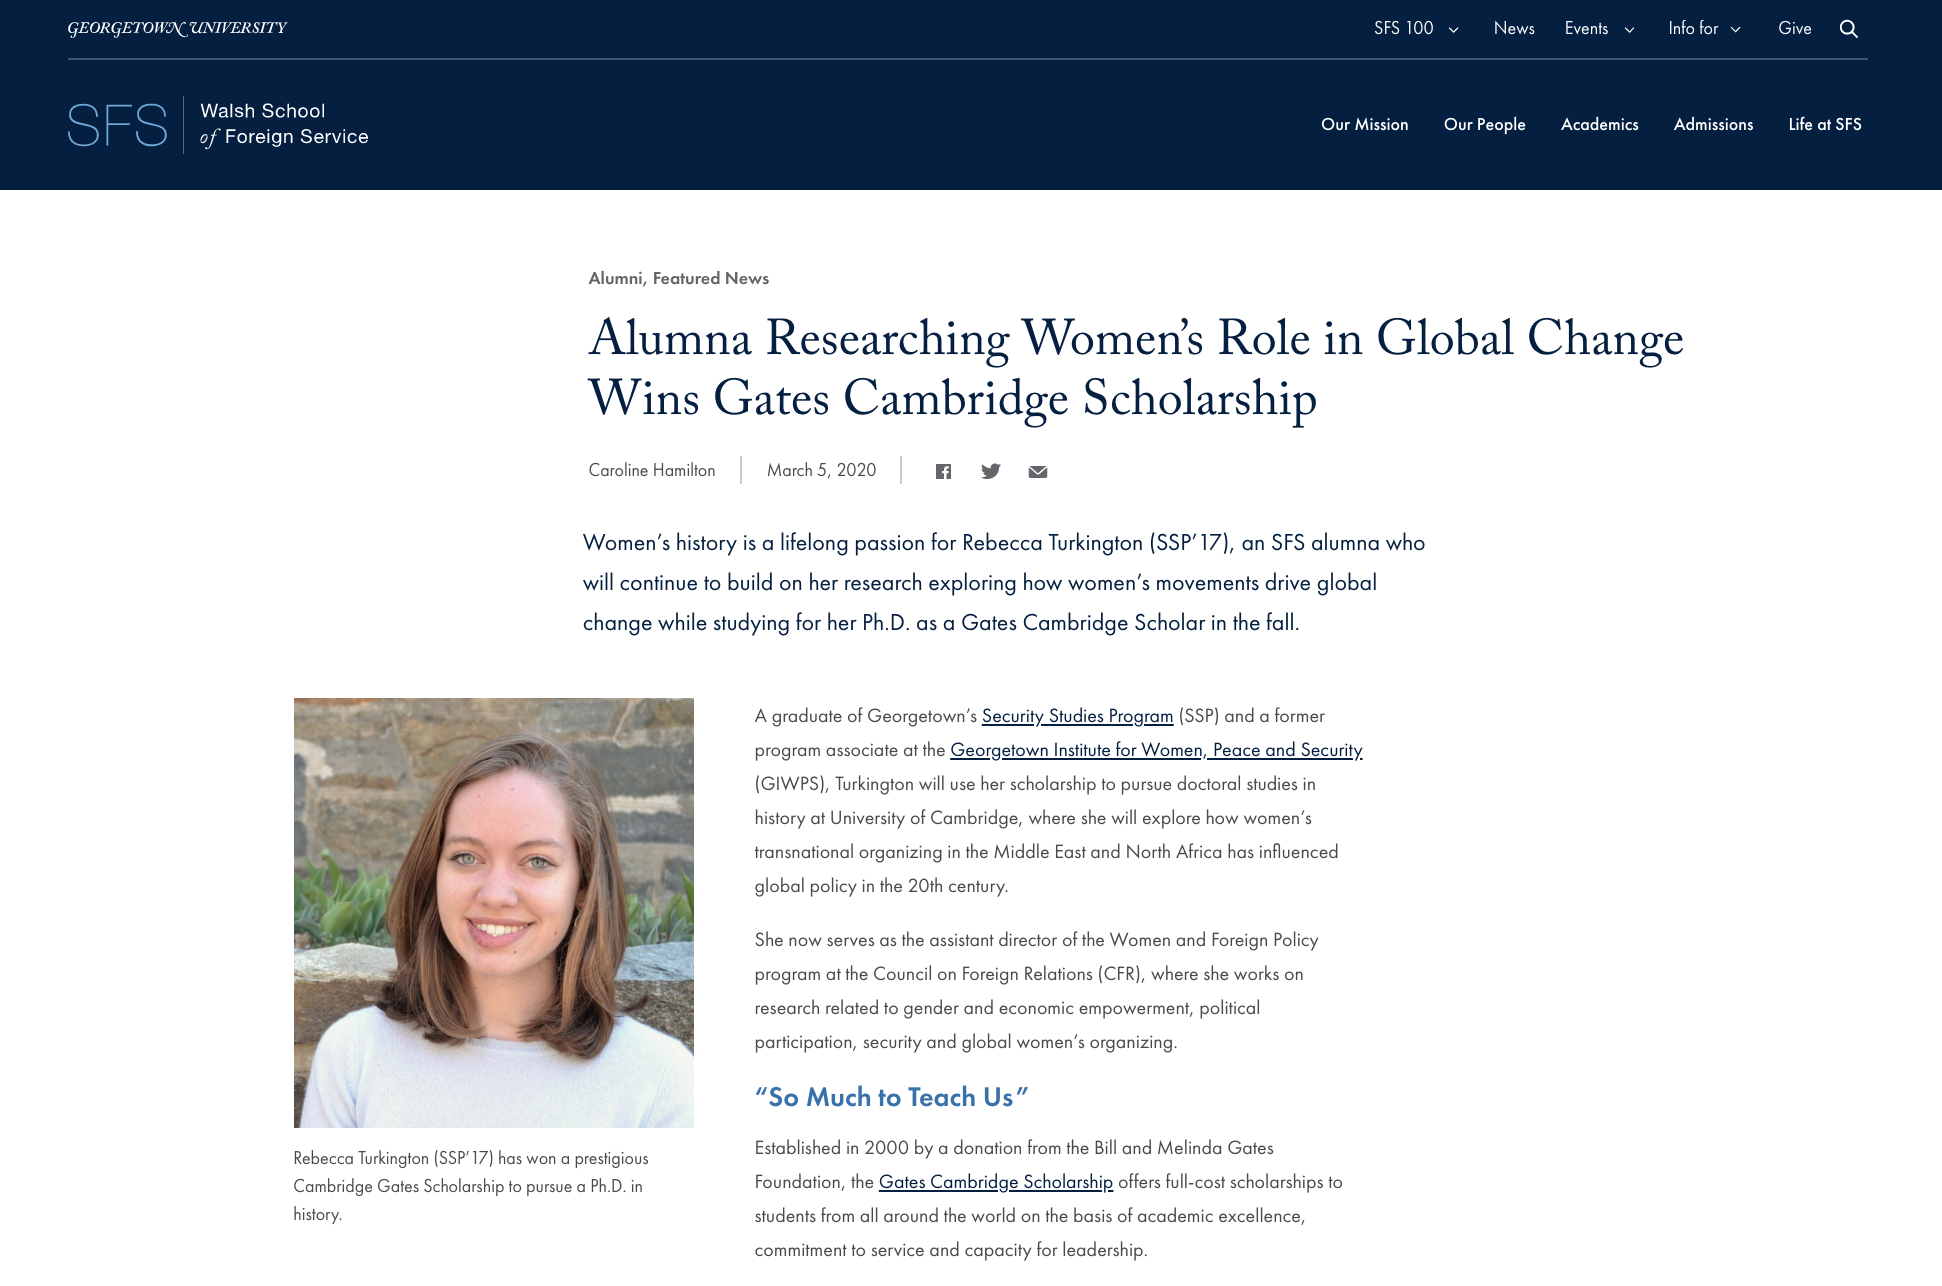 GEORGETOWN UNIVERSITY
SFS 100 News Events Info for Give
SFS
Walsh School
of Foreign Service
Our Mission Our People Academics Admissions Life at SFS
Alumni, Featured News
Alumna Researching Women’s Role in Global Change
Wins Gates Cambridge Scholarship
Caroline Hamilton March 5, 2020
Women’s history is a lifelong passion for Rebecca Turkington (SSP’17), an SFS alumna who
will continue to build on her research exploring how women’s movements drive global
change while studying for her Ph.D. as a Gates Cambridge Scholar in the fall.
Rebecca Turkington (SSP’17) has won a prestigious
Cambridge Gates Scholarship to pursue a Ph.D. in
history.
A graduate of Georgetown’s Security Studies Program (SSP) and a former
program associate at the Georgetown Institute for Women, Peace and Security
(GIWPS), Turkington will use her scholarship to pursue doctoral studies in
history at University of Cambridge, where she will explore how women’s
transnational organizing in the Middle East and North Africa has influenced
global policy in the 20th century.
She now serves as the assistant director of the Women and Foreign Policy
program at the Council on Foreign Relations (CFR), where she works on
research related to gender and economic empowerment, political
participation, security and global women’s organizing.
“So Much to Teach Us”
Established in 2000 by a donation from the Bill and Melinda Gates
Foundation, the Gates Cambridge Scholarship offers full-cost scholarships to
students from all around the world on the basis of academic excellence,
commitment to service and capacity for leadership.